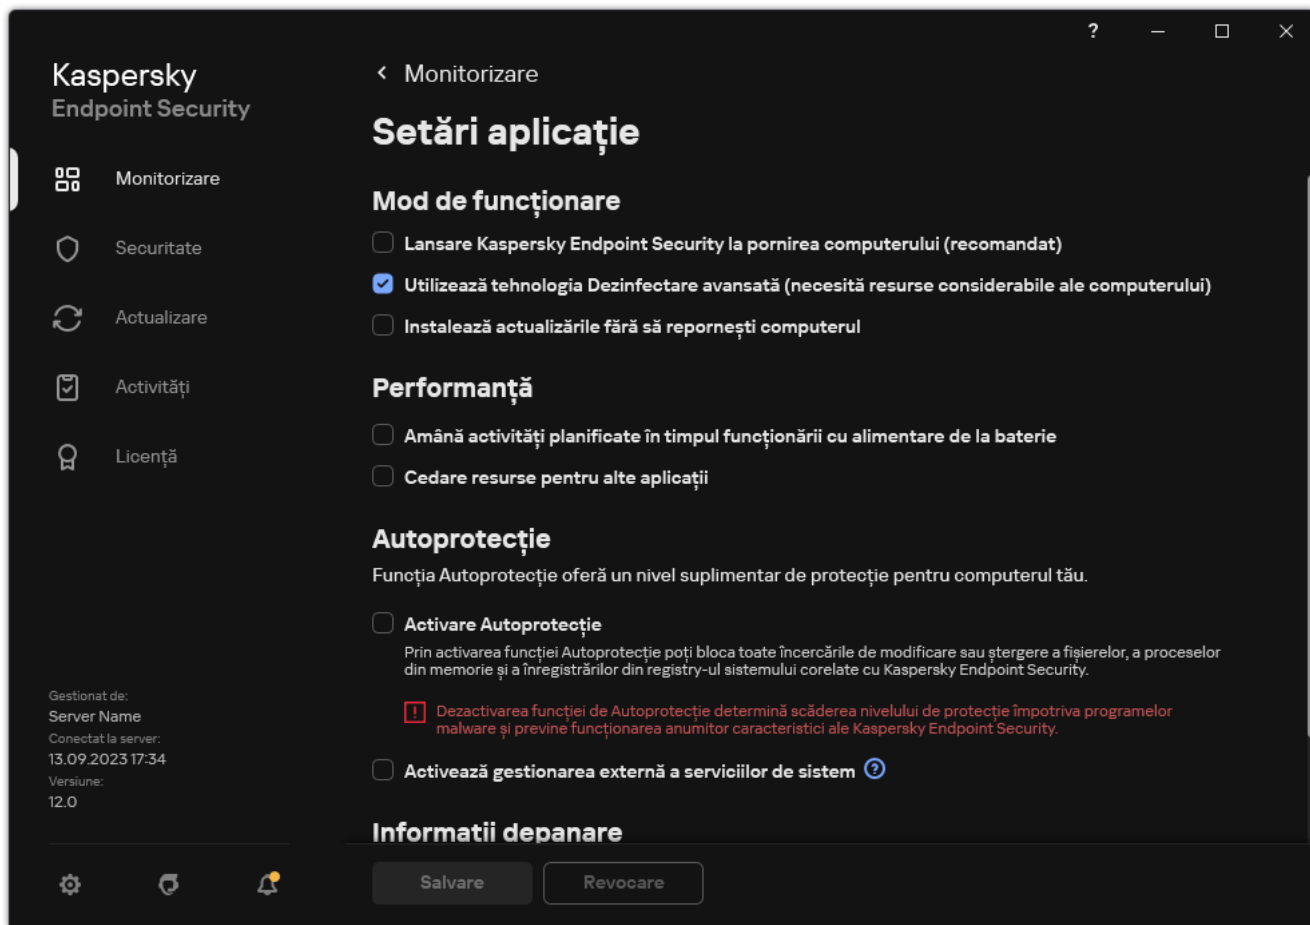 ?
Kaspersky
Endpoint Security
Monitorizare
Securitate
Actualizare
Activități
Licență
Gestionat de:
Server Name
Conectat la server:
13.09.2023 17:34
Versiune:
12.0
Monitorizare
Setări aplicație
Mod de funcționare
Lansare Kaspersky Endpoint Security la pornirea computerului (recomandat)
Utilizează tehnologia Dezinfectare avansată (necesită resurse considerabile ale computerului)
Instalează actualizările fără să repornești computerul
Performanță
Amână activități planificate în timpul funcționării cu alimentare de la baterie
Cedare resurse pentru alte aplicații
Autoprotecție
Funcția Autoprotecție oferă un nivel suplimentar de protecție pentru computerul tău.
Activare Autoprotecție
Prin activarea funcției Autoprotecție poți bloca toate încercările de modificare sau ștergere a fișierelor, a proceselor
din memorie și a înregistrărilor din registry-ul sistemului corelate cu Kaspersky Endpoint Security.
Dezactivarea funcției de Autoprotecție determină scăderea nivelului de protecție împotriva programelor
malware și previne funcționarea anumitor caracteristici ale Kaspersky Endpoint Security.
Activează gestionarea externă a serviciilor de sistem ?
Informații depanare
Salvare
Revocare